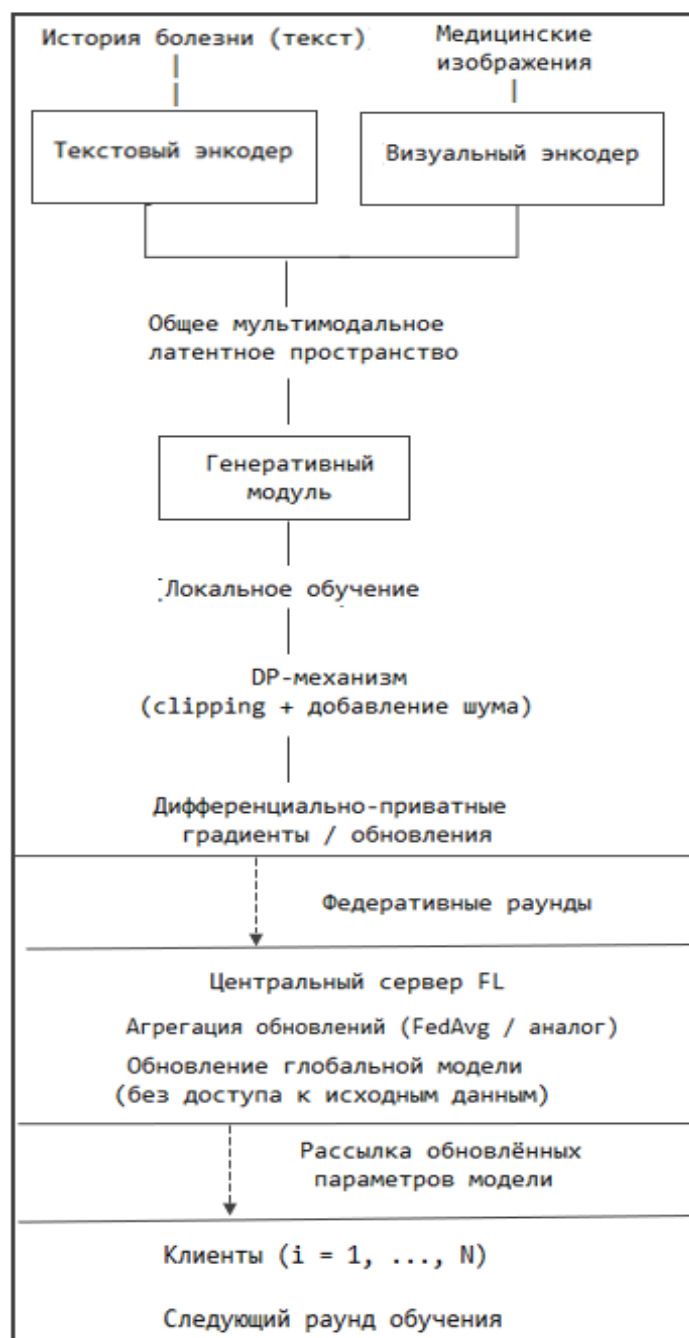 История болезни (текст)
Медицинские
изображения
Текстовый энкодер
Визуальный энкодер
Общее мультимодальное
латентное пространство
Генеративный
модуль
Локальное обучение
DP-механизм
(clipping + добавление шума)
Дифференциально-приватные
градиенты / обновления
Федеративные раунды
Центральный сервер FL
Агрегация обновлений (FedAvg / аналог)
Обновление глобальной модели
(без доступа к исходным данным)
Рассылка обновлённых
параметров модели
Клиенты (i = 1, ..., N)
Следующий раунд обучения